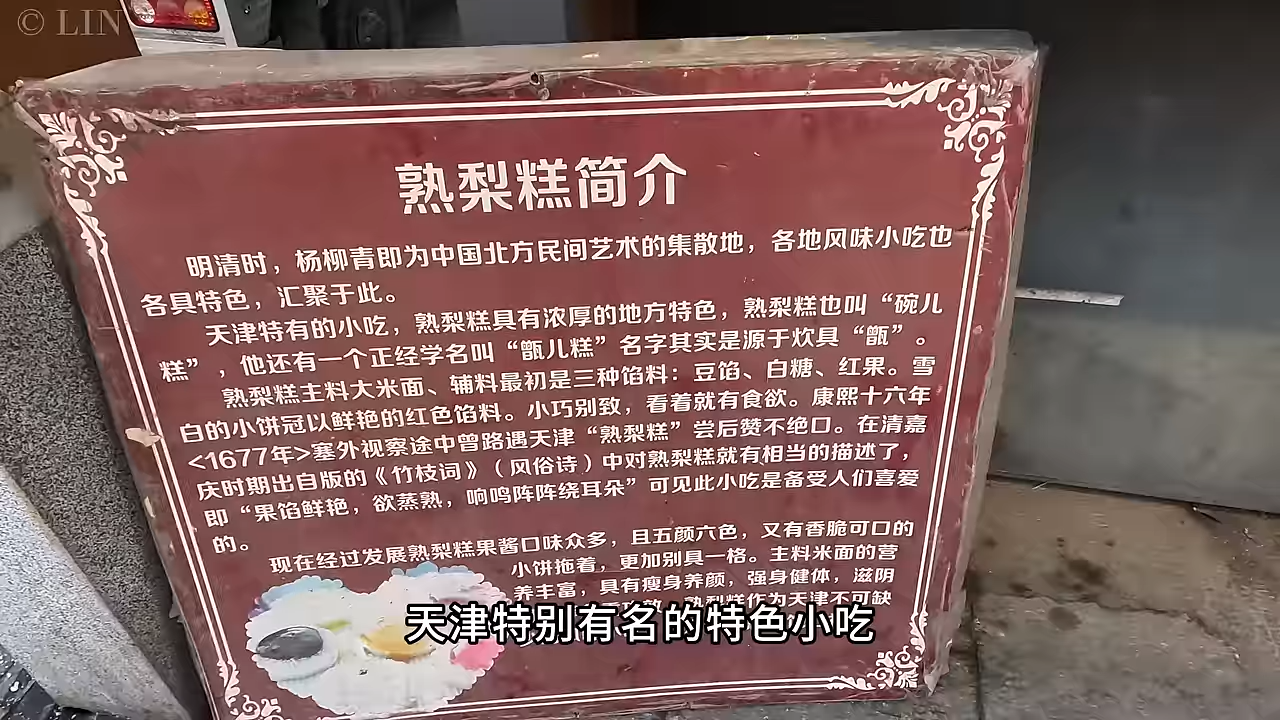 © LIN
熟梨糕简介
明清时，杨柳青即为中国北方民间艺术的集散地，各地风味小吃也
各具特色，汇聚于此。
天津特有的小吃，熟梨糕具有浓厚的地方特色，熟梨糕也叫“碗儿
糕”，他还有一个正经学名叫“甑儿糕”名字其实是源于炊具“甑”。
熟梨糕主料大米面、辅料最初是三种馅料：豆馅、白糖、红果。雪
白的小饼冠以鲜艳的红色馅料。小巧别致，看着就有食欲。康熙十六年
<1677年>塞外视察途中曾路遇天津“熟梨糕”尝后赞不绝口。在清嘉
庆时期出自版的《竹枝词》（风俗诗）中对熟梨糕就有相当的描述了，
即“果馅鲜艳，欲蒸熟，响鸣阵阵绕耳朵”可见此小吃是备受人们喜爱
的。
现在经过发展熟梨糕果酱口味众多，且五颜六色，又有香脆可口的
小饼拖着，更加别具一格。主料米面的营
养丰富，具有瘦身养颜，强身健体，滋阴
熟梨糕作为天津不可缺
天津特别有名的特色小吃